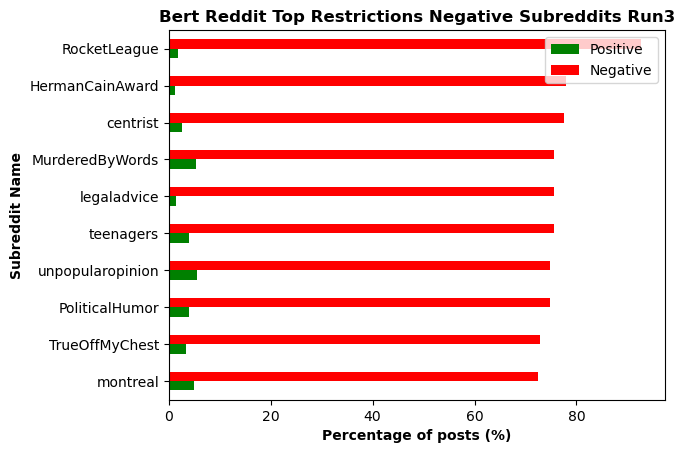 Bert Reddit Top Restrictions Negative Subreddits Run3
RocketLeague
HermanCainAward
centrist
MurderedByWords
legaladvice
teenagers
unpopularopinion
PoliticalHumor
TrueOffMyChest
montreal
Subreddit Name
Positive
Negative
0 20 40 60 80
Percentage of posts (%)